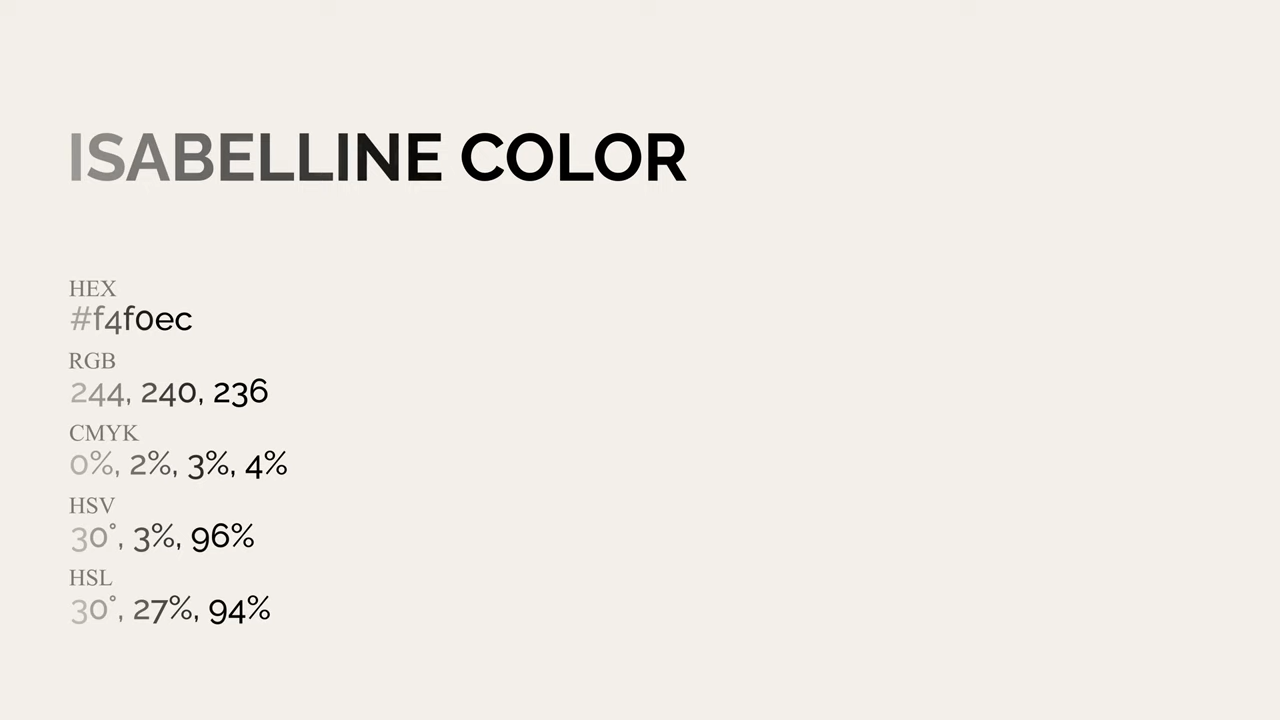 ISABELLINE COLOR
HEX
#f4f0ec
RGB
244, 240, 236
CMYK
0%, 2%, 3%, 4%
HSV
30°, 3%, 96%
HSL
30°, 27%, 94%